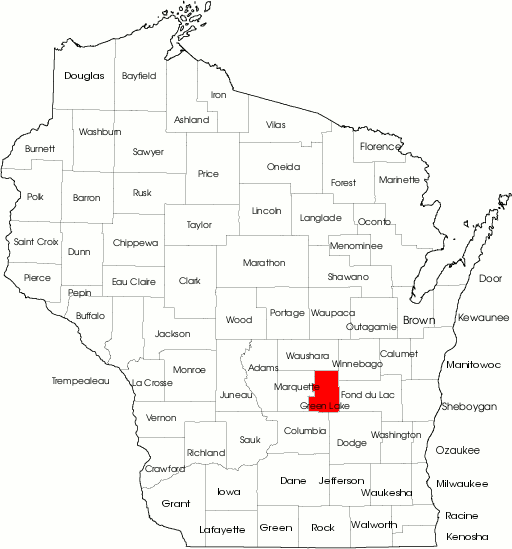 Douglas
Bayfield
Iron
Ashland
Vilas
Washburn
Burnett
Sawyer
Florence
Oneida
Price
Forest
Marinette
Polk
Barron
Rusk
Lincoln
Langlade
Oconto
Taylor
Saint Croix
Chippewa
Dunn
Menominee
Marathon
Shawano
Pierce
Eau Claire
Clark
Door
Pepin
Buffalo
Wood
Portage
Waupaca
Outagamie
Brown
Kewaunee
Jackson
Waushara
Calumet
Winnebago
Manitowoc
Adams
Monroe
Trempealeau
La Crosse
Marquette
Juneau
Fond du Lac
Green Lake
Sheboygan
Vernon
Columbia
Sauk
Dodge
Washington
Richland
Ozaukee
Crawford
Dane
Jefferson
Milwaukee
Iowa
Waukesha
Grant
Racine
Lafayette
Green
Rock
Walworth
Kenosha